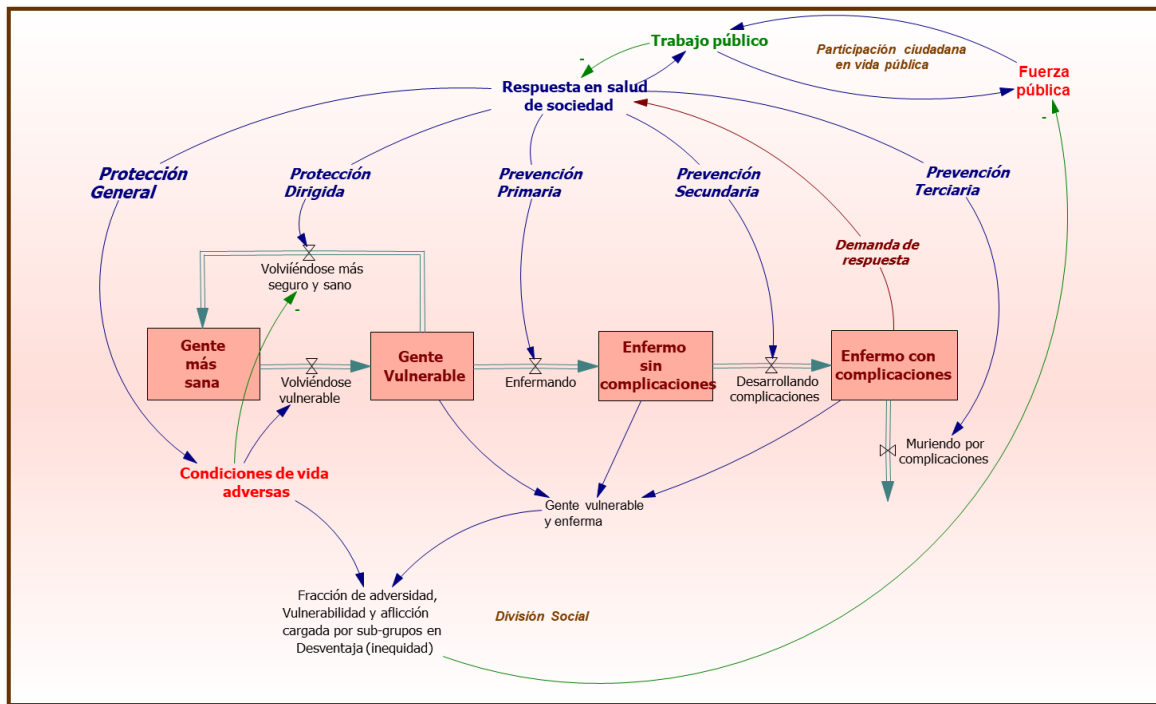 Trabajo público
Participación ciudadana
en vida pública
Fuerza
pública
-
-
Respuesta en salud
de sociedad
Protección
General
Protección
Dirigida
Prevención
Primaria
Prevención
Secundaria
Prevención
Terciaria
Demanda de
respuesta
Volviíéndose más
seguro y sano
-
Gente
más
sana
Volviéndose
vulnerable
Gente
Vulnerable
Enfermando
Enfermo
sin
complicaciones
Desarrollando
complicaciones
Enfermo con
complicaciones
Muriendo por
complicaciones
Condiciones de vida
adversas
Gente vulnerable
y enferma
Fracción de adversidad,
Vulnerabilidad y aflicción
cargada por sub-grupos en
Desventaja (inequidad)
División Social